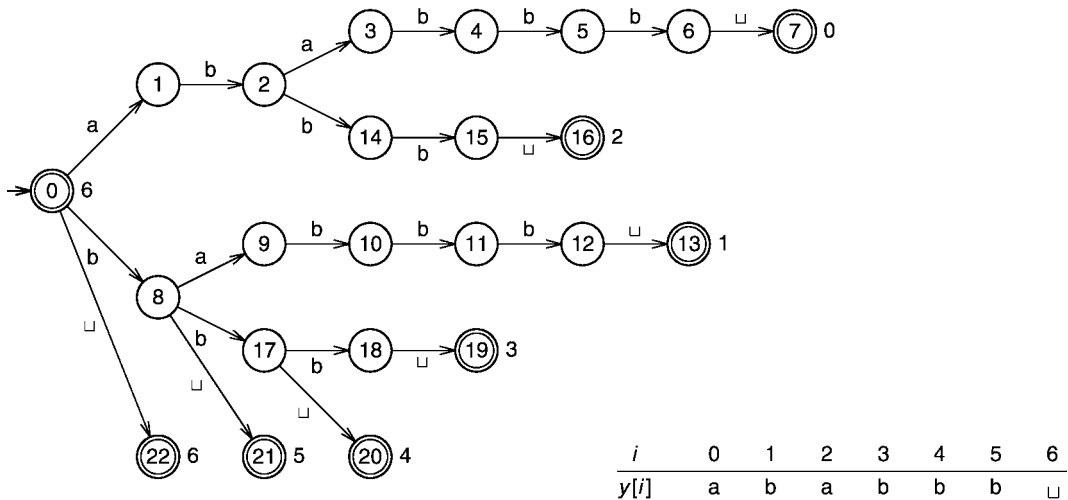 a 3 b 4 b 5 b 6 ⊔ 7 0
1 b 2
a b 14 b 15 ⊔ 16 2
0 6
b 8 a 9 b 10 b 11 b 12 ⊔ 13 1
⊔ b 17 b 18 ⊔ 19 3
⊔ ⊔
22 6 21 5 20 4
i 0 1 2 3 4 5 6
y[i] a b a b b b ⊔